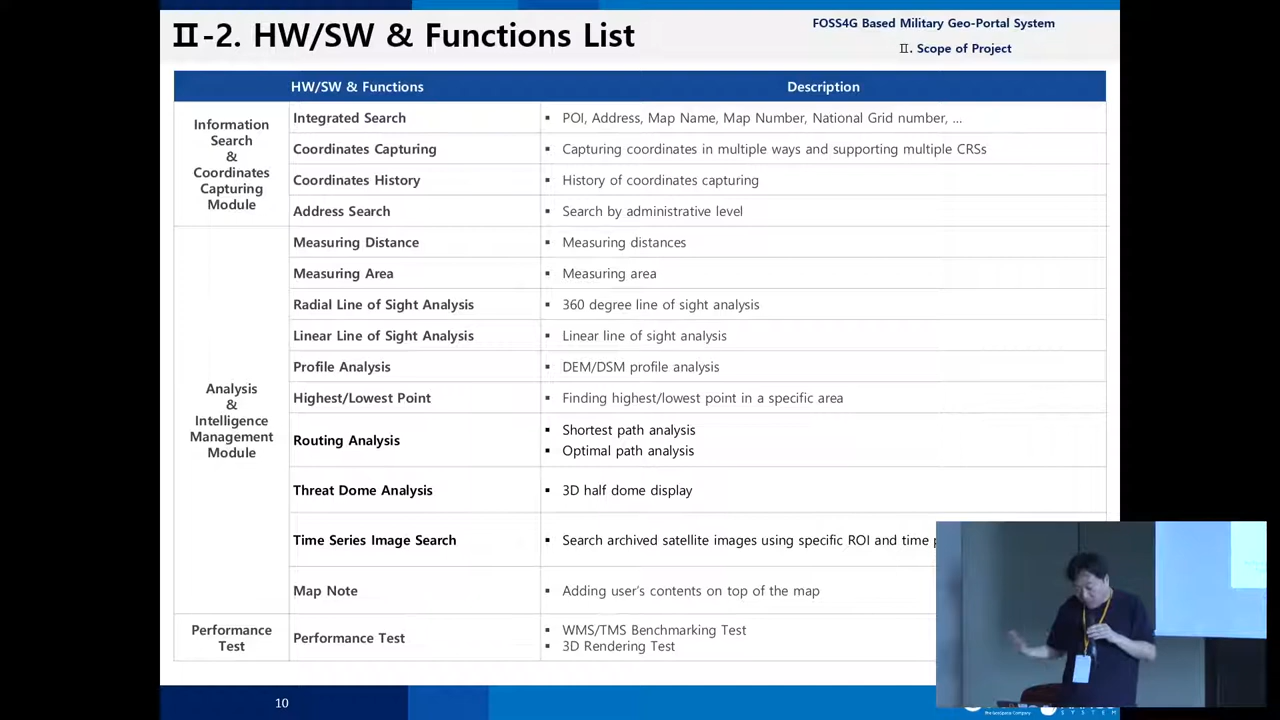 Ⅱ-2. HW/SW & Functions List
FOSS4G Based Military Geo-Portal System
Ⅱ. Scope of Project
HW/SW & Functions
Description
Information
Search
&
Coordinates
Capturing
Module
Integrated Search
▪ POI, Address, Map Name, Map Number, National Grid number, ...
Coordinates Capturing
▪ Capturing coordinates in multiple ways and supporting multiple CRSs
Coordinates History
▪ History of coordinates capturing
Address Search
▪ Search by administrative level
Analysis
&
Intelligence
Management
Module
Measuring Distance
▪ Measuring distances
Measuring Area
▪ Measuring area
Radial Line of Sight Analysis
▪ 360 degree line of sight analysis
Linear Line of Sight Analysis
▪ Linear line of sight analysis
Profile Analysis
▪ DEM/DSM profile analysis
Highest/Lowest Point
▪ Finding highest/lowest point in a specific area
Routing Analysis
▪ Shortest path analysis
▪ Optimal path analysis
Threat Dome Analysis
▪ 3D half dome display
Time Series Image Search
▪ Search archived satellite images using specific ROI and time
Map Note
▪ Adding user's contents on top of the map
Performance
Test
Performance Test
▪ WMS/TMS Benchmarking Test
▪ 3D Rendering Test
10